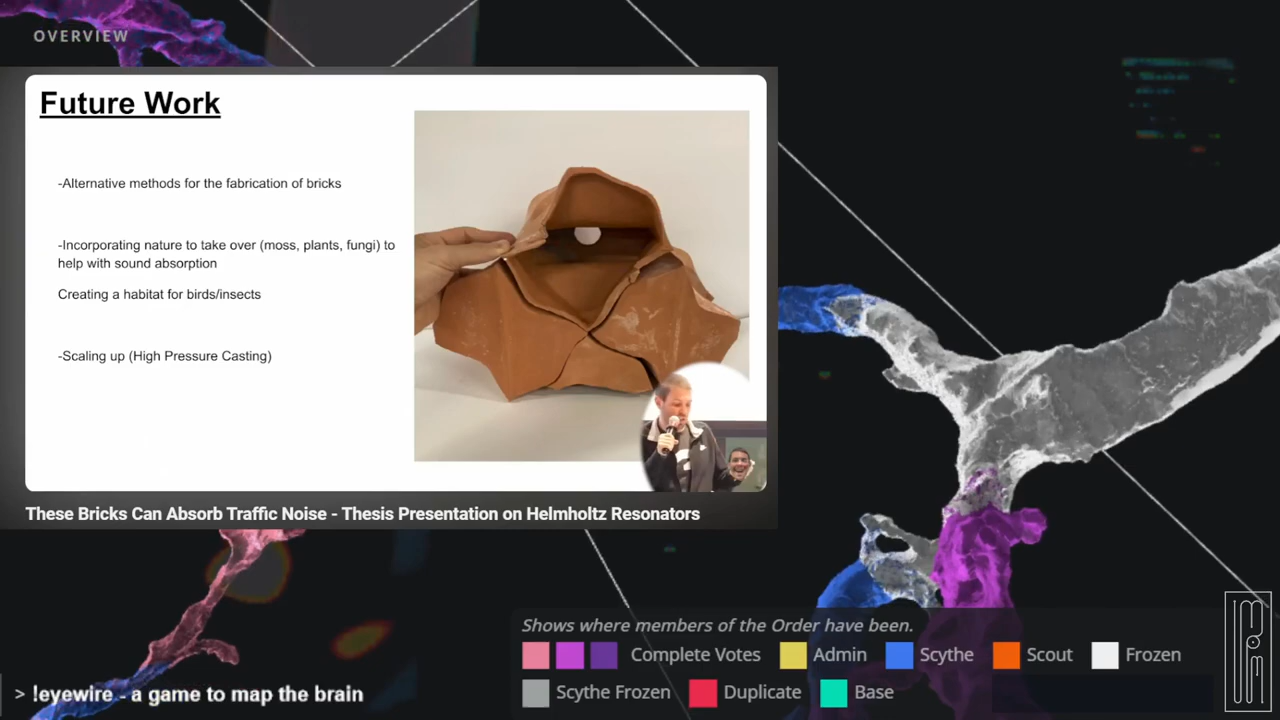 OVERVIEW
Future Work
-Alternative methods for the fabrication of bricks
-Incorporating nature to take over (moss, plants, fungi) to
help with sound absorption
Creating a habitat for birds/insects
-Scaling up (High Pressure Casting)
These Bricks Can Absorb Traffic Noise - Thesis Presentation on Helmholtz Resonators
Shows where members of the Order have been.
Complete Votes Admin Scythe Scout Frozen
Scythe Frozen Duplicate Base
> !eyewire - a game to map the brain